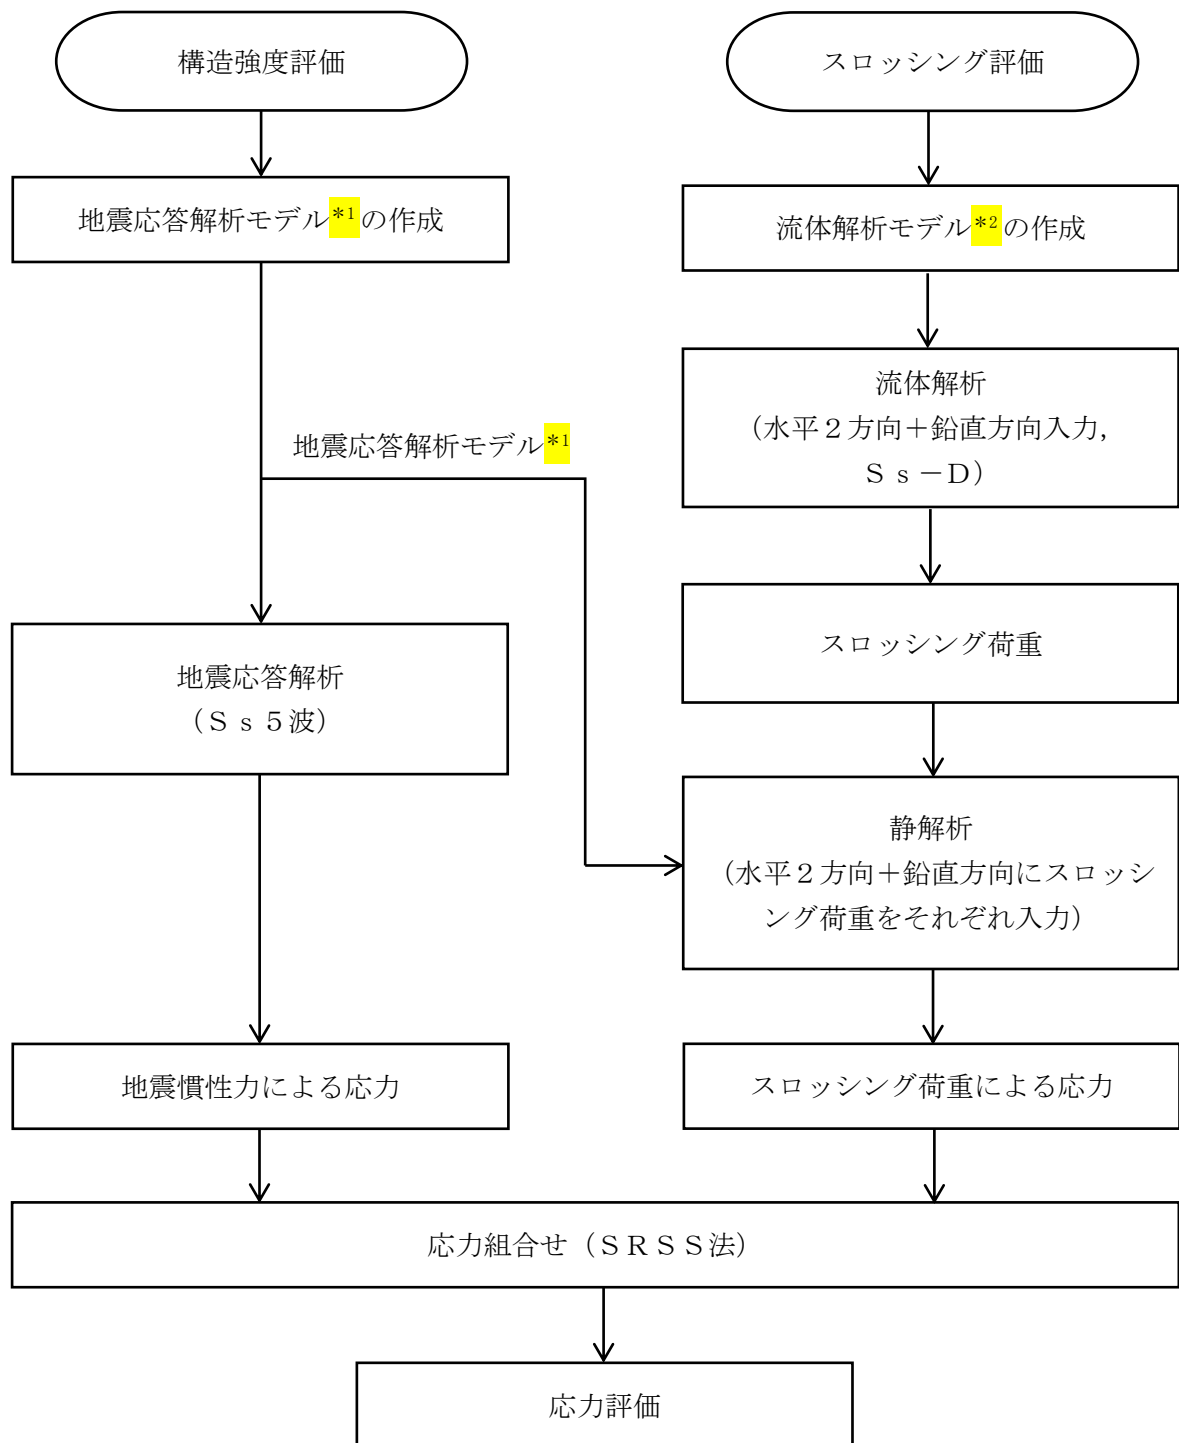 構造強度評価
地震応答解析モデル*1の作成
地震応答解析モデル*1
地震応答解析
（Ｓｓ５波）
地震慣性力による応力
スロッシング評価
流体解析モデル*2の作成
流体解析
（水平２方向＋鉛直方向入力，
Ｓｓ－Ｄ）
スロッシング荷重
静解析
（水平２方向＋鉛直方向にスロッシ
ング荷重をそれぞれ入力）
スロッシング荷重による応力
応力組合せ（ＳＲＳＳ法）
応力評価